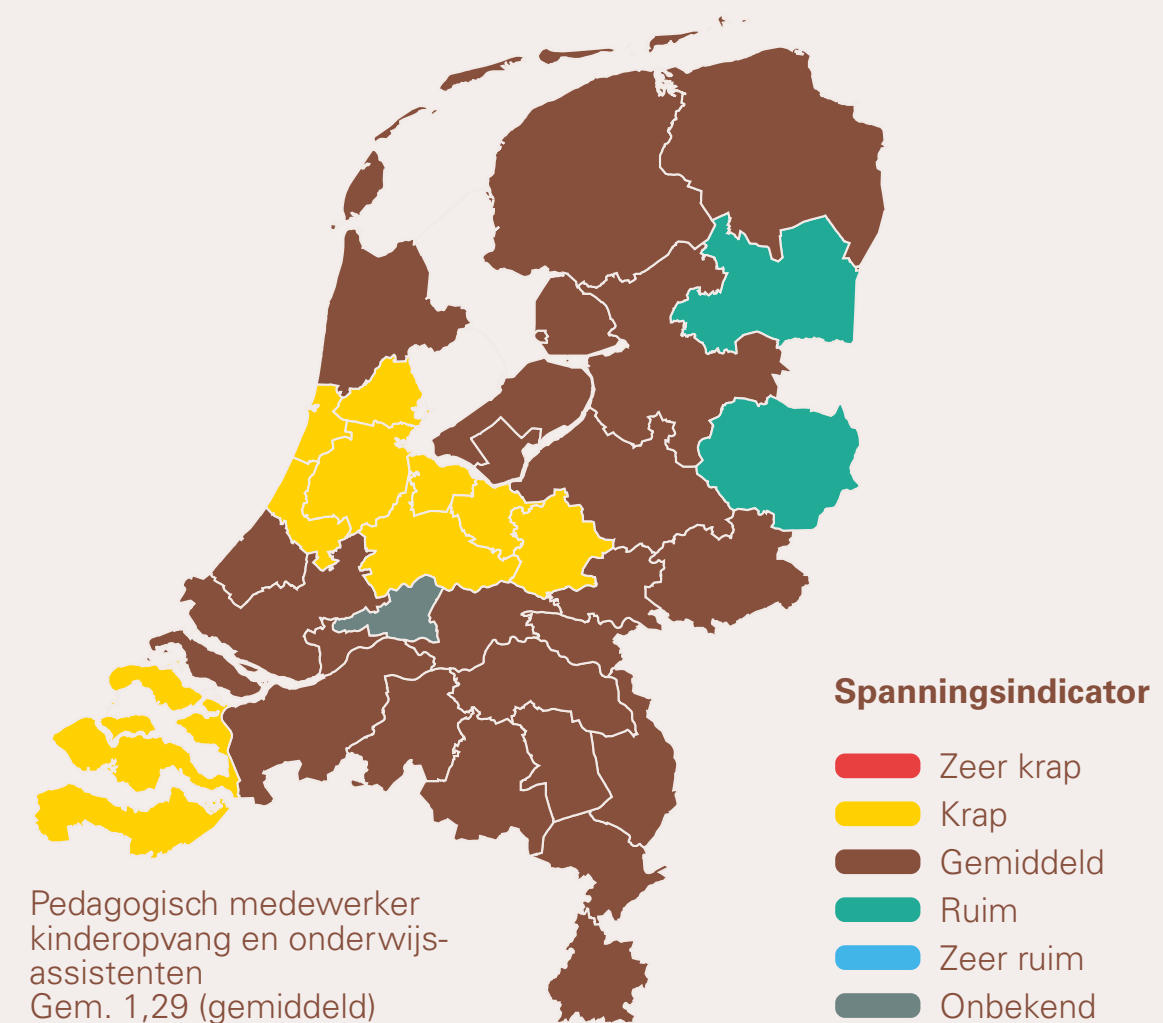 Spanningsindicator
Zeer krap
Krap
Gemiddeld
Ruim
Zeer ruim
Onbekend
Pedagogisch medewerker
kinderopvang en onderwijs-
assistenten
Gem. 1,29 (gemiddeld)